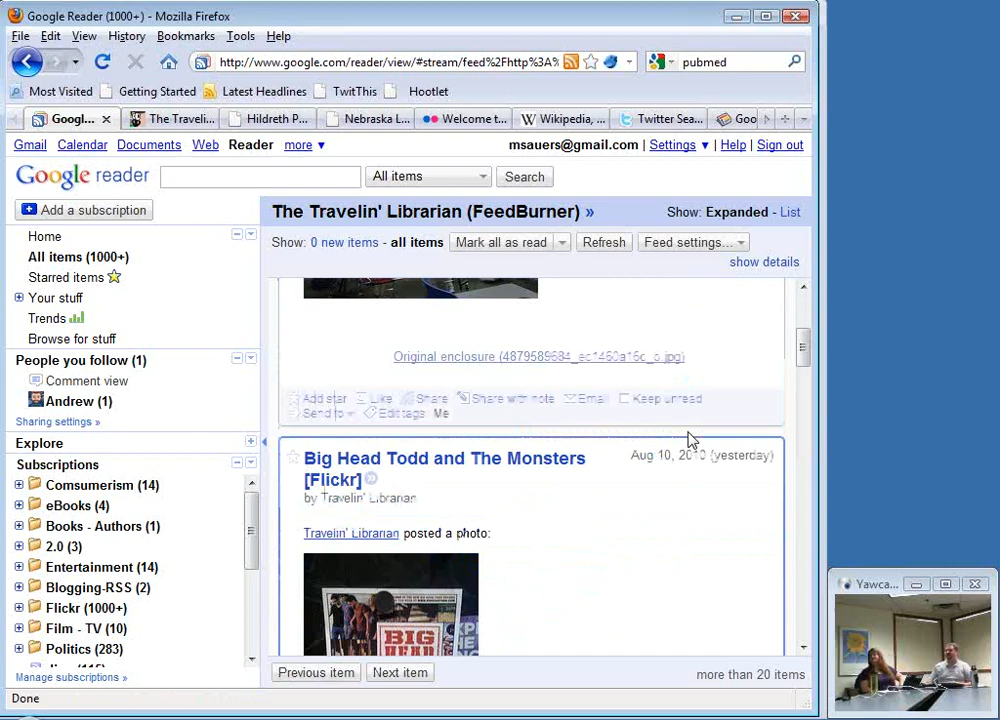 Google Reader (1000+) - Mozilla Firefox
File Edit View History Bookmarks Tools Help
http://www.google.com/reader/view/#stream/feed%2Fhttp%3A%
pubmed
Most Visited Getting Started Latest Headlines TwitThis Hootlet
Googl... The Traveli... Hildreth P... Nebraska L... Welcome t... Wikipedia, ... Twitter Sea... Goo
Gmail Calendar Documents Web Reader more ▼ msauers@gmail.com | Settings ▼ | Help | Sign out
Google reader All items Search
Add a subscription
Home
All items (1000+)
Starred items
Your stuff
Trends
Browse for stuff
People you follow (1)
Comment view
Andrew (1)
Sharing settings »
Explore
Subscriptions
Comsumerism (14)
eBooks (4)
Books - Authors (1)
2.0 (3)
Entertainment (14)
Blogging-RSS (2)
Flickr (1000+)
Film - TV (10)
Politics (283)
Manage subscriptions »
The Travelin' Librarian (FeedBurner) » Show: Expanded - List
Show: 0 new items - all items Mark all as read Refresh Feed settings...
show details
Original enclosure (4879589684_ec1460a16c_o.jpg)
Add star Like Share Share with note Email Keep unread
Send to Edit tags Me
Big Head Todd and The Monsters
[Flickr] »
Aug 10, 2010 (yesterday)
by Travelin' Librarian
Travelin' Librarian posted a photo:
BIG
HEAD
Previous item Next item more than 20 items
Done
Yawca...